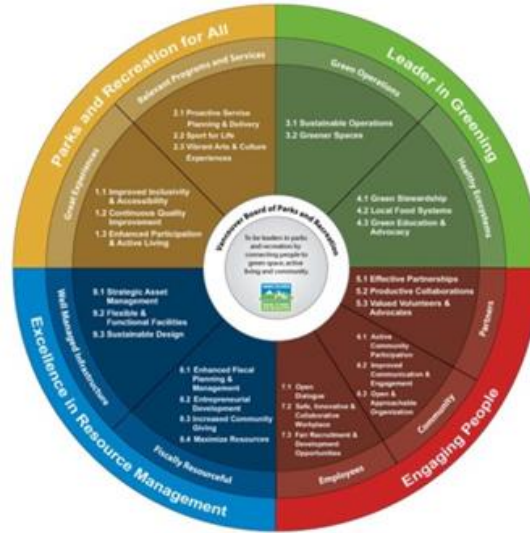 Parks and Recreation for All
Great Experiences
1.1 Improved Inclusivity
& Accessibility
1.2 Continuous Quality
Improvement
1.3 Enhanced Participation
& Active Living
Relevant Programs and Services
2.1 Proactive Service
Planning & Delivery
2.2 Sport for Life
2.3 Vibrant Arts & Culture
Experiences
Leader in Greening
Green Operations
3.1 Sustainable Operations
3.2 Greener Spaces
Healthy Ecosystems
4.1 Green Stewardship
4.2 Local Food Systems
4.3 Green Education &
Advocacy
Engaging People
Partners
5.1 Effective Partnerships
5.2 Productive Collaborations
5.3 Valued Volunteers &
Advocates
Community
6.1 Active
Community
Participation
6.2 Improved
Communication
& Engagement
6.3 Open &
Approachable
Organization
Employees
7.1 Open
Dialogue
7.2 Safe, Innovative &
Collaborative
Workplace
7.3 Fair Recruitment &
Development
Opportunities
Excellence in Resource Management
Fiscally Resourceful
8.1 Enhanced Fiscal
Planning &
Management
8.2 Entrepreneurial
Development
8.3 Increased Community
Giving
8.4 Maximize Resources
Well Managed Infrastructure
9.1 Strategic Asset
Management
9.2 Flexible &
Functional Facilities
9.3 Sustainable Design
Vancouver Board of Parks and Recreation
To be leaders in parks
and recreation by
connecting people to
green space, active
living and community.